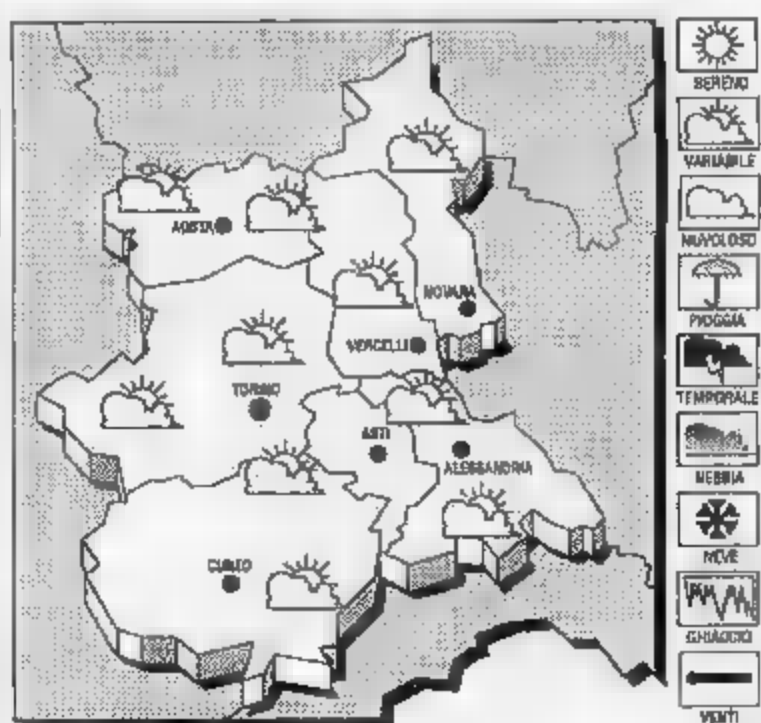 AOSTA
NOVARA
VERCELLI
TORINO
ASTI
ALESSANDRIA
CUNEO
SERENO
VARIABILE
NUVOLOSO
PIOGGIA
TEMPORALE
NEBBIA
NEVE
GHIACCIO
VENTI